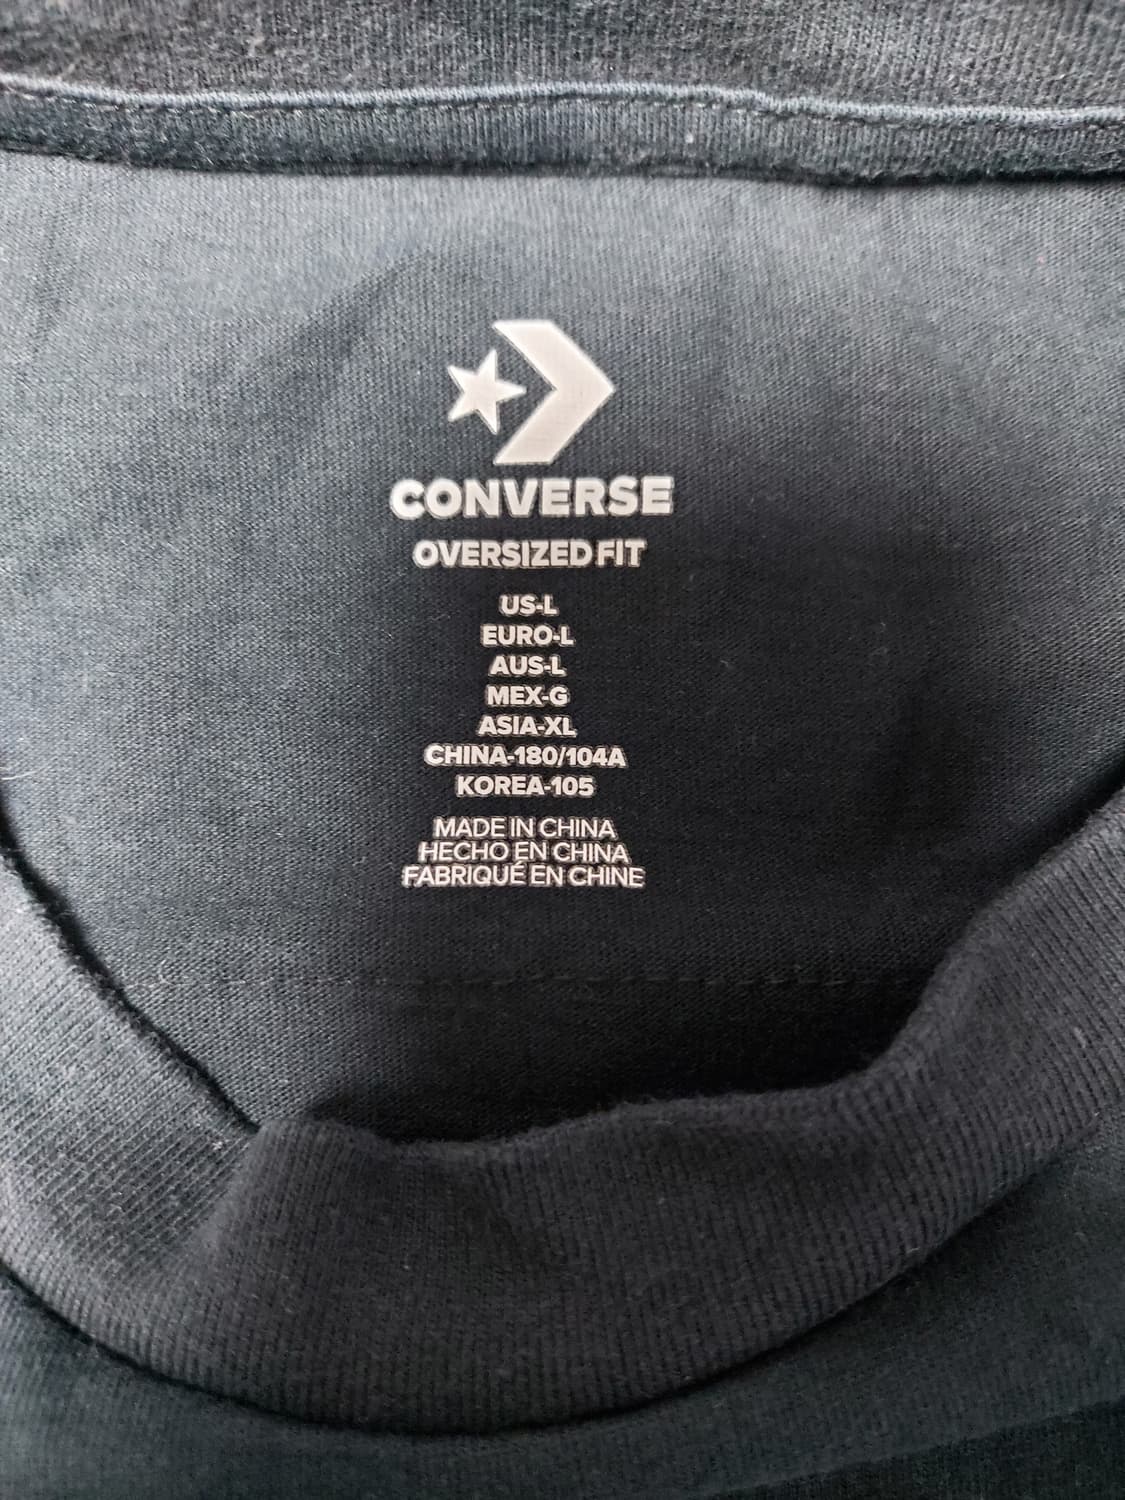 CONVERSE
OVERSIZED FIT
US-L
EURO-L
AUS-L
MEX-G
ASIA-XL
CHINA-180/104A
KOREA-105
MADE IN CHINA
HECHO EN CHINA
FABRIQUÉ EN CHINE